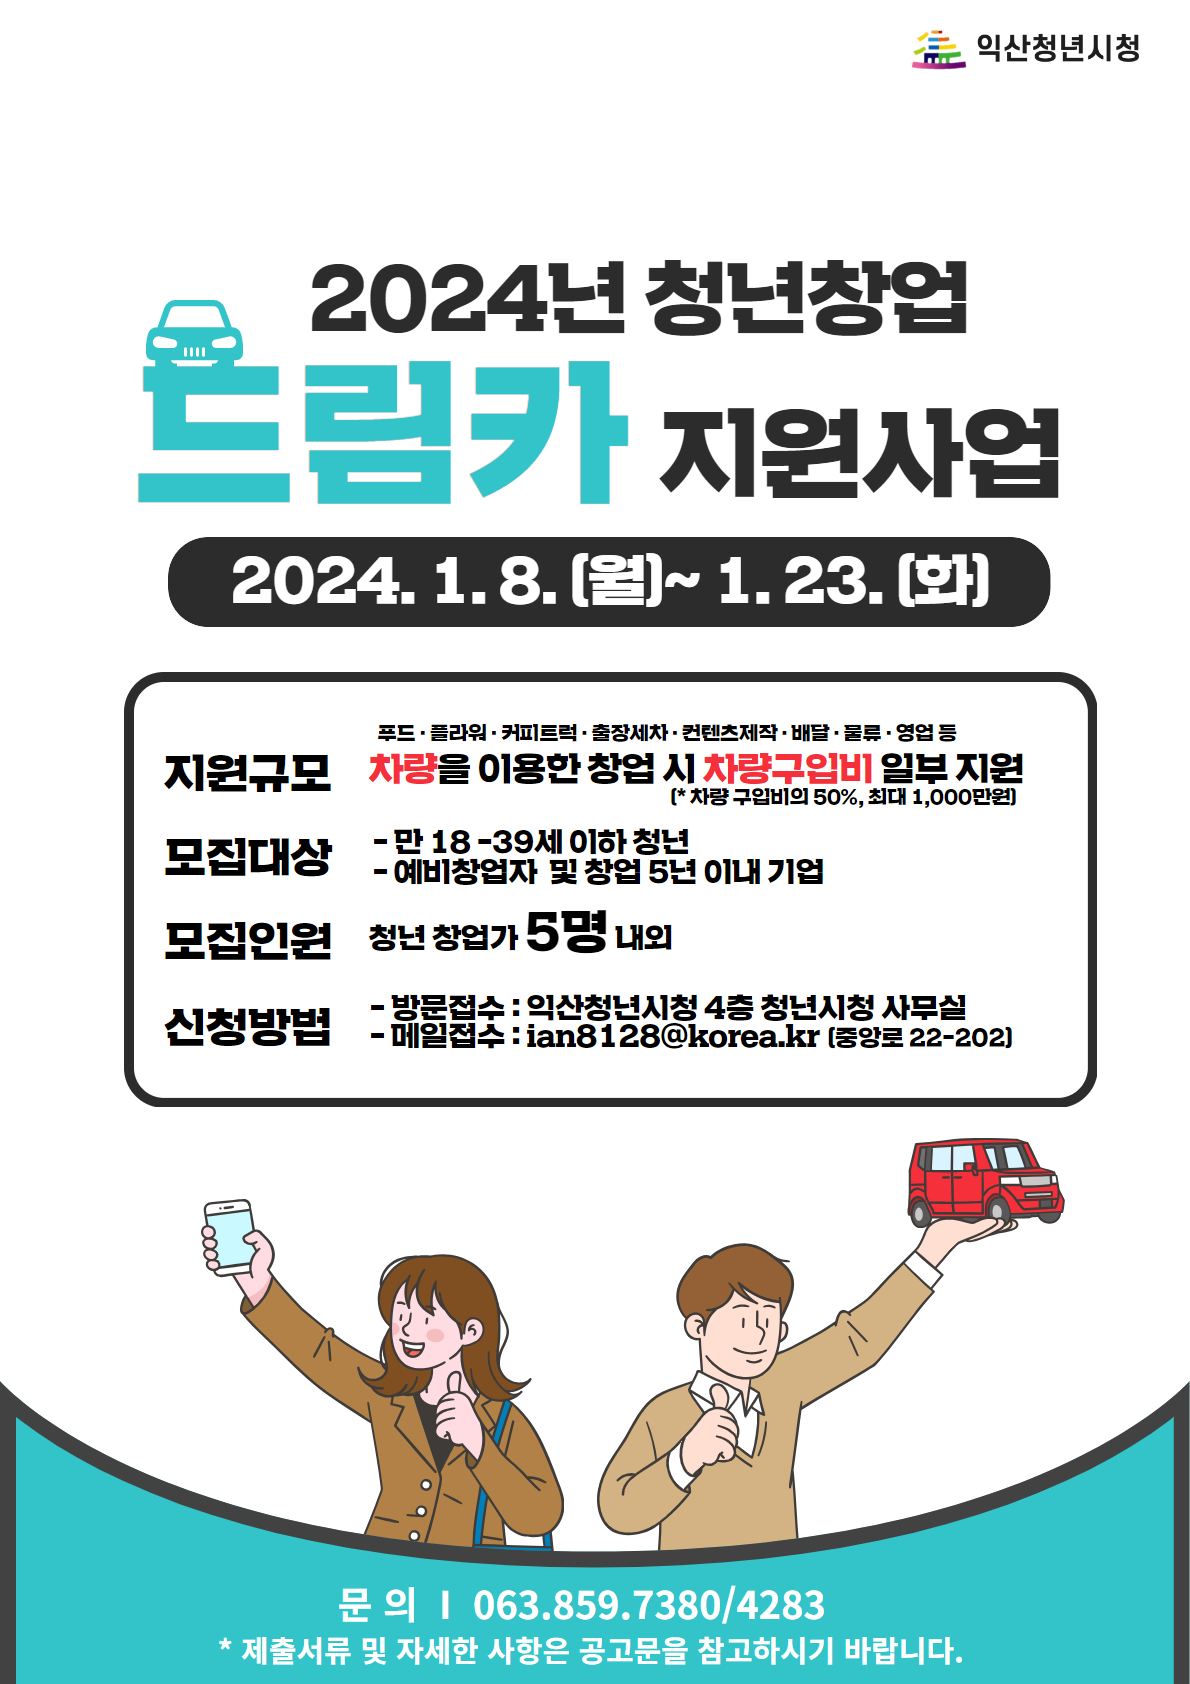 익산청년시청
2024년 청년창업
드림카 지원사업
2024. 1. 8. (월)~ 1. 23. (화)
푸드 · 플라워 · 커피트럭 · 출장세차 · 컨텐츠제작 · 배달 · 물류 · 영업 등
지원규모 차량을 이용한 창업 시 차량구입비 일부 지원
(* 차량 구입비의 50%, 최대 1,000만원)
모집대상 - 만 18 -39세 이하 청년
- 예비창업자 및 창업 5년 이내 기업
모집인원 청년 창업가 5명 내외
신청방법 - 방문접수 : 익산청년시청 4층 청년시청 사무실
- 메일접수 : ian8128@korea.kr (중앙로 22-202)
문 의 I 063.859.7380/4283
* 제출서류 및 자세한 사항은 공고문을 참고하시기 바랍니다.